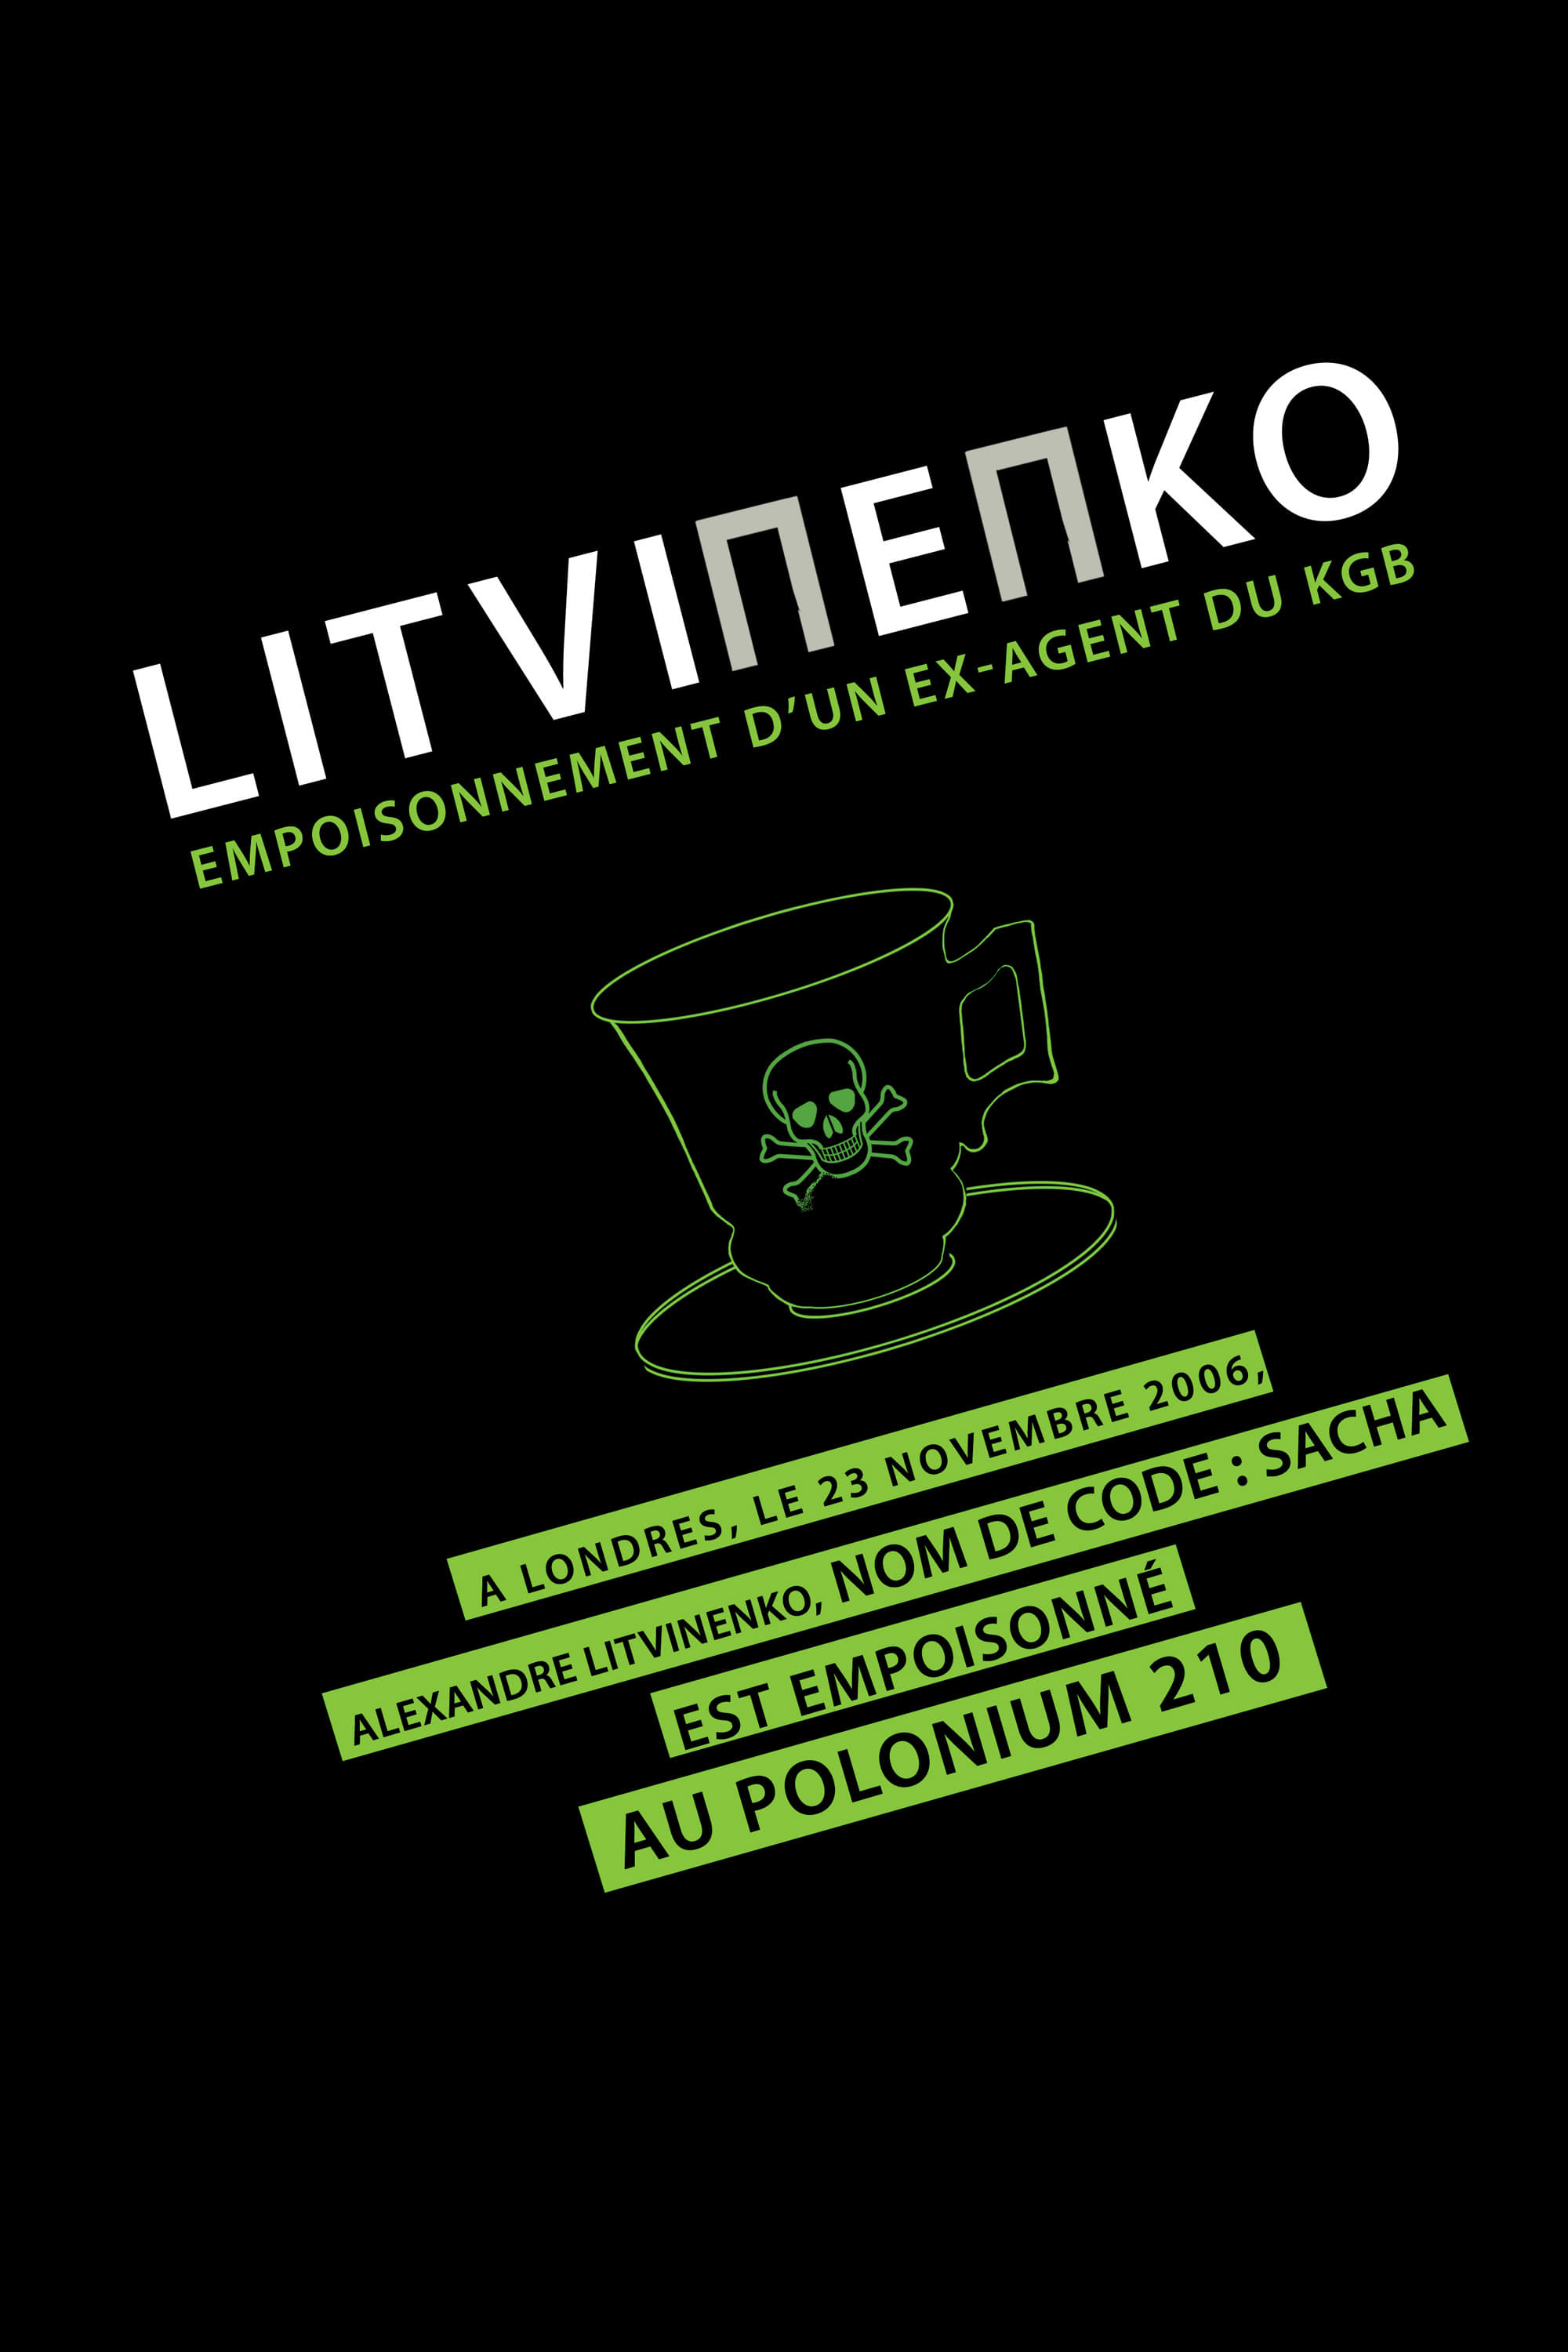 LITVIПEПKO
EMPOISONNEMENT D’UN EX-AGENT DU KGB
A LONDRES, LE 23 NOVEMBRE 2006,
ALEXANDRE LITVINENKO, NOM DE CODE : SACHA
EST EMPOISONNÉ
AU POLONIUM 210